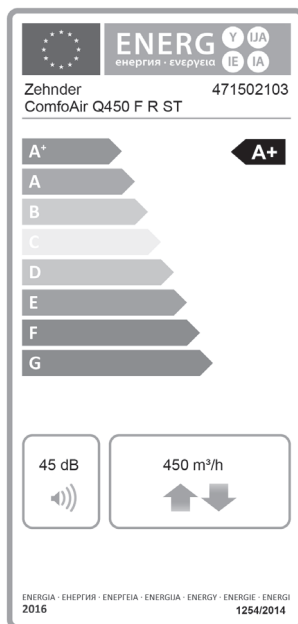 ENERG Y IJA
енергия · ενεργεια IE IA
Zehnder 471502103
ComfoAir Q450 F R ST
A+ A+
A
B
C
D
E
F
G
45 dB 450 m³/h
ENERGIA · ЕНЕРГИЯ · ΕΝΕΡΓΕΙΑ · ENERGIJA · ENERGY · ENERGIE · ENERGI
2016 1254/2014